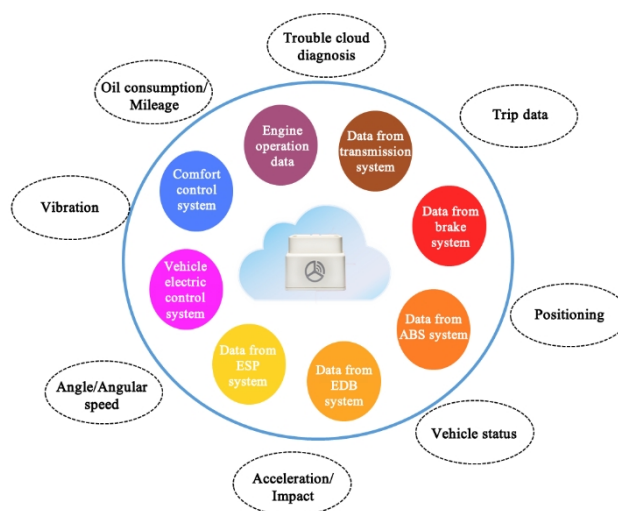 Trouble cloud
diagnosis
Oil consumption/
Mileage
Trip data
Engine
operation
data
Data from
transmission
system
Comfort
control
system
Vibration
Data from
brake
system
Vehicle
electric
control
system
Positioning
Data from
ABS system
Data from
ESP
system
Data from
EDB
system
Angle/Angular
speed
Vehicle status
Acceleration/
Impact